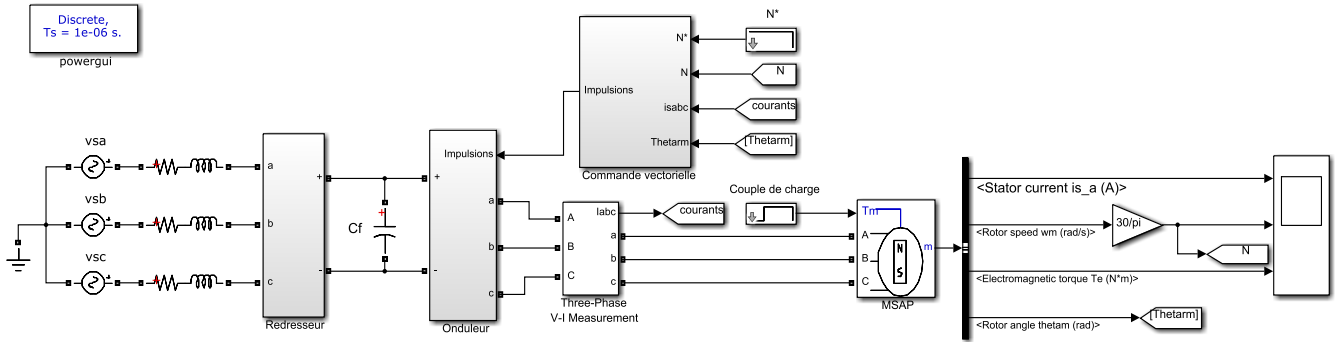 Discrete,
Ts = 1e-06 s.
powergui
vsa
vsb
vsc
a
b
c
+
-
Redresseur
+
Cf
Impulsions
+
-
a
b
c
Onduleur
Impulsions
N*
N
isabc
Thetarm
Commande vectorielle
N*
N
courants
[Thetarm]
A
B
C
Iabc
a
b
c
Three-Phase
V-I Measurement
courants
Couple de charge
Tm
A
B
C
N
S
m
MSAP
<Stator current is_a (A)>
<Rotor speed wm (rad/s)>
30/pi
N
<Electromagnetic torque Te (N*m)>
<Rotor angle thetam (rad)>
[Thetarm]